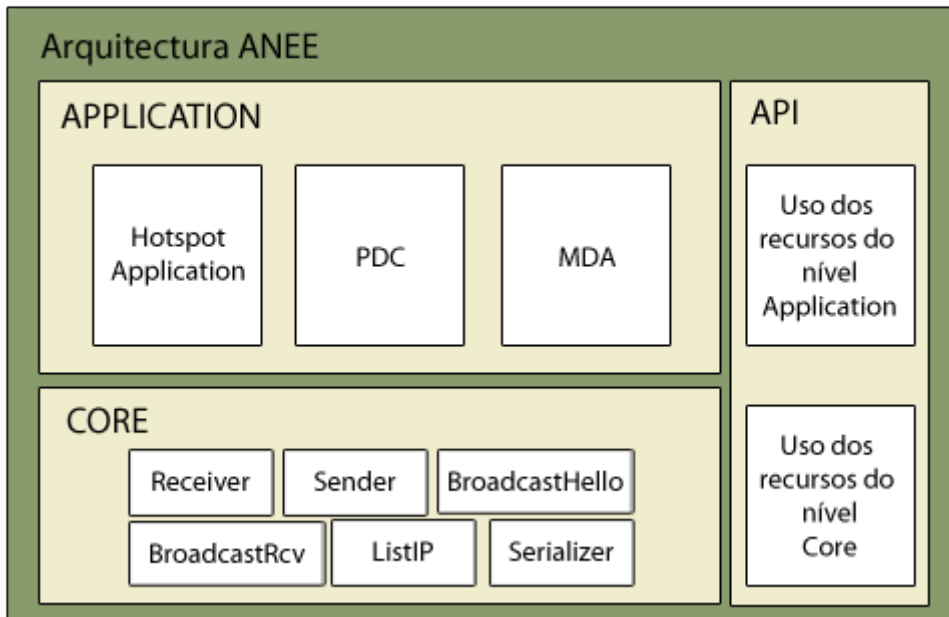 Arquitectura ANEE
APPLICATION
Hotspot
Application
PDC
MDA
API
Uso dos
recursos do
nível
Application
CORE
Receiver
Sender
BroadcastHello
BroadcastRcv
ListIP
Serializer
Uso dos
recursos do
nível
Core